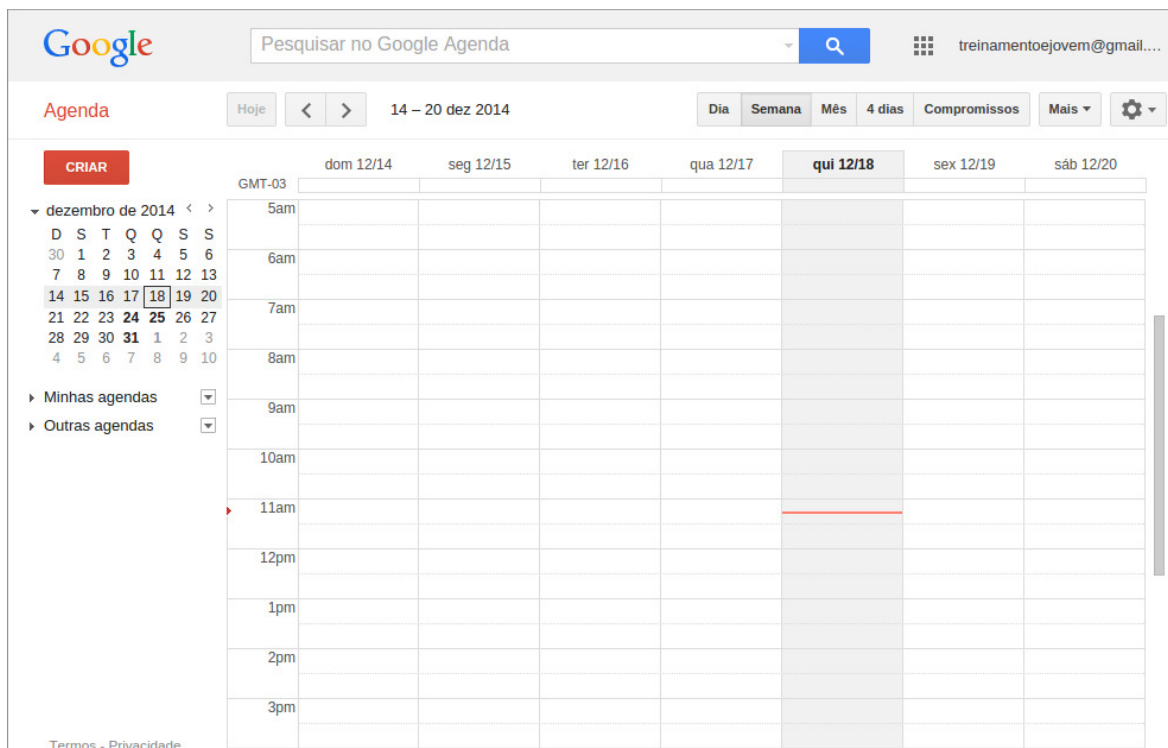 Google
Pesquisar no Google Agenda
treinamentoejovem@gmail....
Agenda
Hoje
14 – 20 dez 2014
Dia Semana Mês 4 dias Compromissos Mais
CRIAR
dezembro de 2014
D S T Q Q S S
30 1 2 3 4 5 6
7 8 9 10 11 12 13
14 15 16 17 18 19 20
21 22 23 24 25 26 27
28 29 30 31 1 2 3
4 5 6 7 8 9 10
Minhas agendas
Outras agendas
Termos - Privacidade
dom 12/14 seg 12/15 ter 12/16 qua 12/17 qui 12/18 sex 12/19 sáb 12/20
GMT-03
5am
6am
7am
8am
9am
10am
11am
12pm
1pm
2pm
3pm